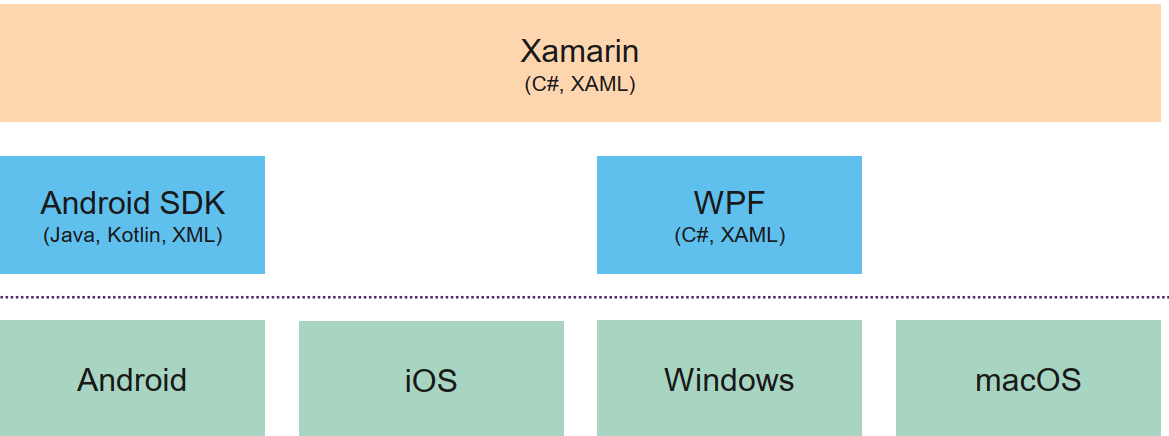 Xamarin
(C#, XAML)
Android SDK
(Java, Kotlin, XML)
WPF
(C#, XAML)
Android
iOS
Windows
macOS